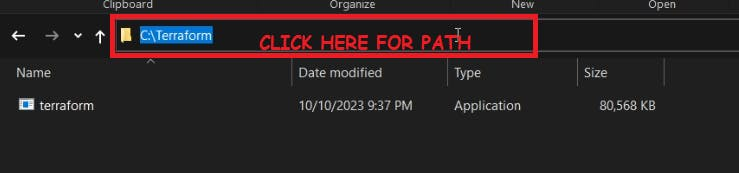 Clipboard Organize New Open
C:\Terraform CLICK HERE FOR PATH
Name Date modified Type Size
terraform 10/10/2023 9:37 PM Application 80,568 KB